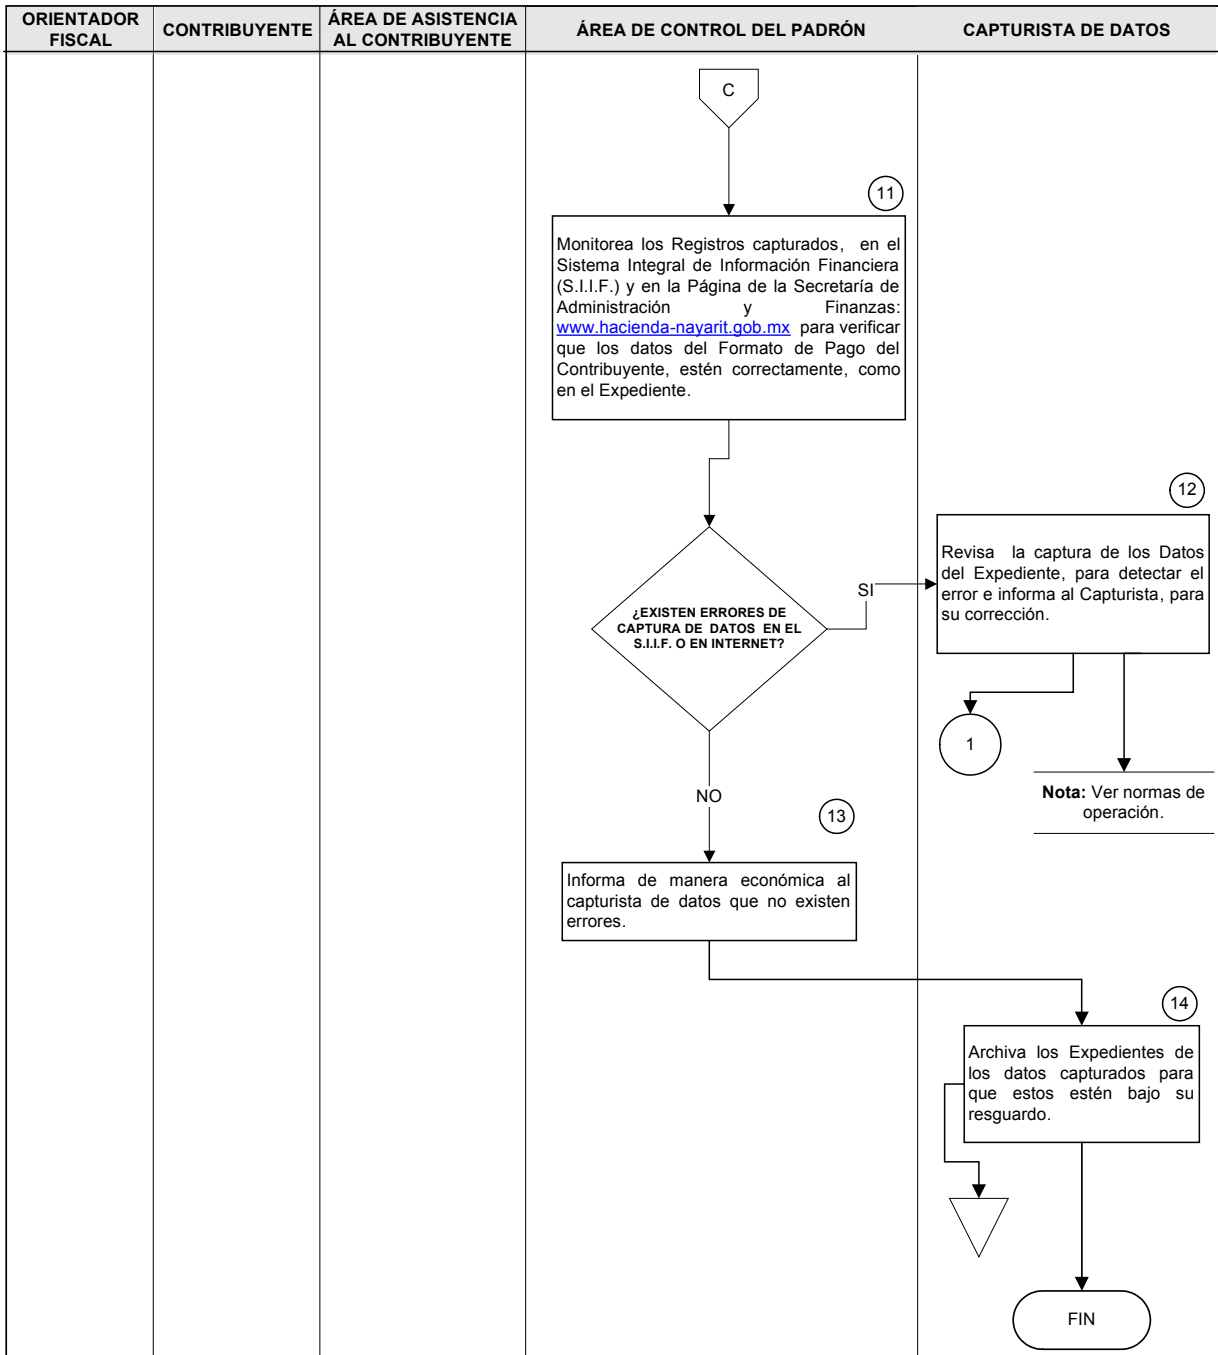 ORIENTADOR
FISCAL
CONTRIBUYENTE
ÁREA DE ASISTENCIA
AL CONTRIBUYENTE
ÁREA DE CONTROL DEL PADRÓN
CAPTURISTA DE DATOS
C
11
Monitorea los Registros capturados, en el
Sistema Integral de Información Financiera
(S.I.I.F.) y en la Página de la Secretaría de
Administración y Finanzas:
www.hacienda-nayarit.gob.mx para verificar
que los datos del Formato de Pago del
Contribuyente, estén correctamente, como
en el Expediente.
12
Revisa la captura de los Datos
del Expediente, para detectar el
error e informa al Capturista, para
su corrección.
SI
¿EXISTEN ERRORES DE
CAPTURA DE DATOS EN EL
S.I.I.F. O EN INTERNET?
1
Nota: Ver normas de
operación.
NO
13
Informa de manera económica al
capturista de datos que no existen
errores.
14
Archiva los Expedientes de
los datos capturados para
que estos estén bajo su
resguardo.
FIN